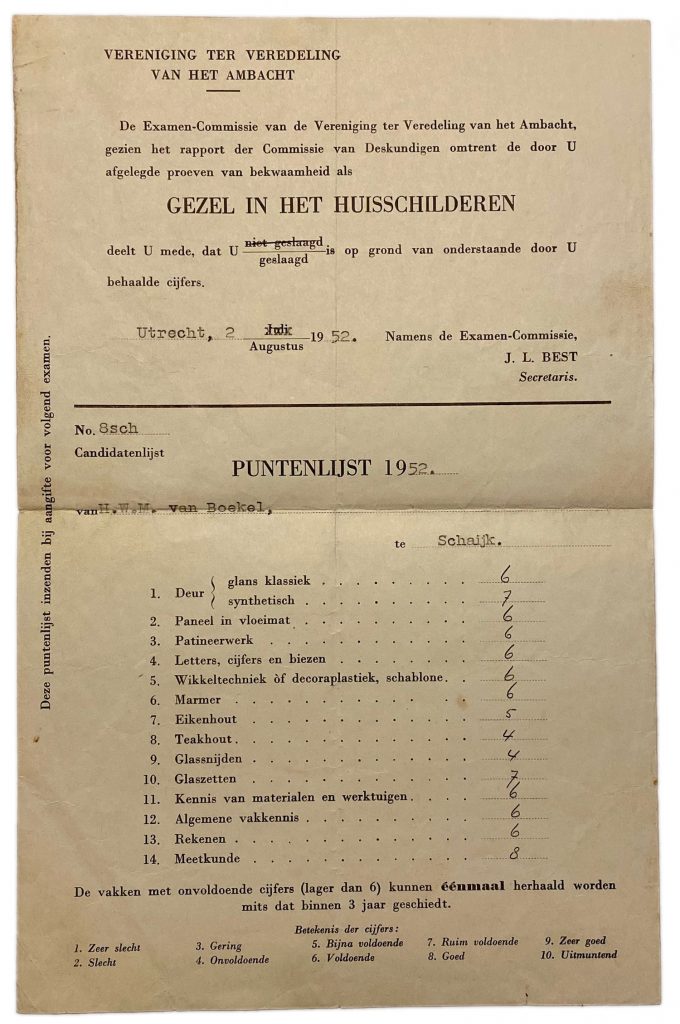 VERENIGING TER VEREDELING
VAN HET AMBACHT
De Examen-Commissie van de Vereniging ter Veredeling van het Ambacht,
gezien het rapport der Commissie van Deskundigen omtrent de door U
afgelegde proeven van bekwaamheid als
GEZEL IN HET HUISSCHILDEREN
deelt U mede, dat U niet geslaagd
geslaagd is op grond van onderstaande door U
behaalde cijfers.
Utrecht, 2 Juli
Augustus 1952. Namens de Examen-Commissie,
J. L. BEST
Secretaris.
Deze puntenlijst inzenden bij aangifte voor volgend examen.
No. 8sch
Candidatenlijst
PUNTENLIJST 1952.
van H.W.M. van Boekel,
te Schaijk.
1. Deur { glans klassiek . . . . . . . . . 6
synthetisch . . . . . . . . . 7
2. Paneel in vloeimat . . . . . . . . . 6
3. Patineerwerk . . . . . . . . . . 6
4. Letters, cijfers en biezen . . . . . . . 6
5. Wikkeltechniek òf decoraplastiek, schablone . . 6
6. Marmer . . . . . . . . . . . 6
7. Eikenhout . . . . . . . . . . . 5
8. Teakhout . . . . . . . . . . . 4
9. Glassnijden . . . . . . . . . . 4
10. Glaszetten . . . . . . . . . . 7
11. Kennis van materialen en werktuigen . . . . 6
12. Algemene vakkennis . . . . . . . . 6
13. Rekenen . . . . . . . . . . . 6
14. Meetkunde . . . . . . . . . . 8
De vakken met onvoldoende cijfers (lager dan 6) kunnen éénmaal herhaald worden
mits dat binnen 3 jaar geschiedt.
Betekenis der cijfers:
1. Zeer slecht 3. Gering 5. Bijna voldoende 7. Ruim voldoende 9. Zeer goed
2. Slecht 4. Onvoldoende 6. Voldoende 8. Goed 10. Uitmuntend